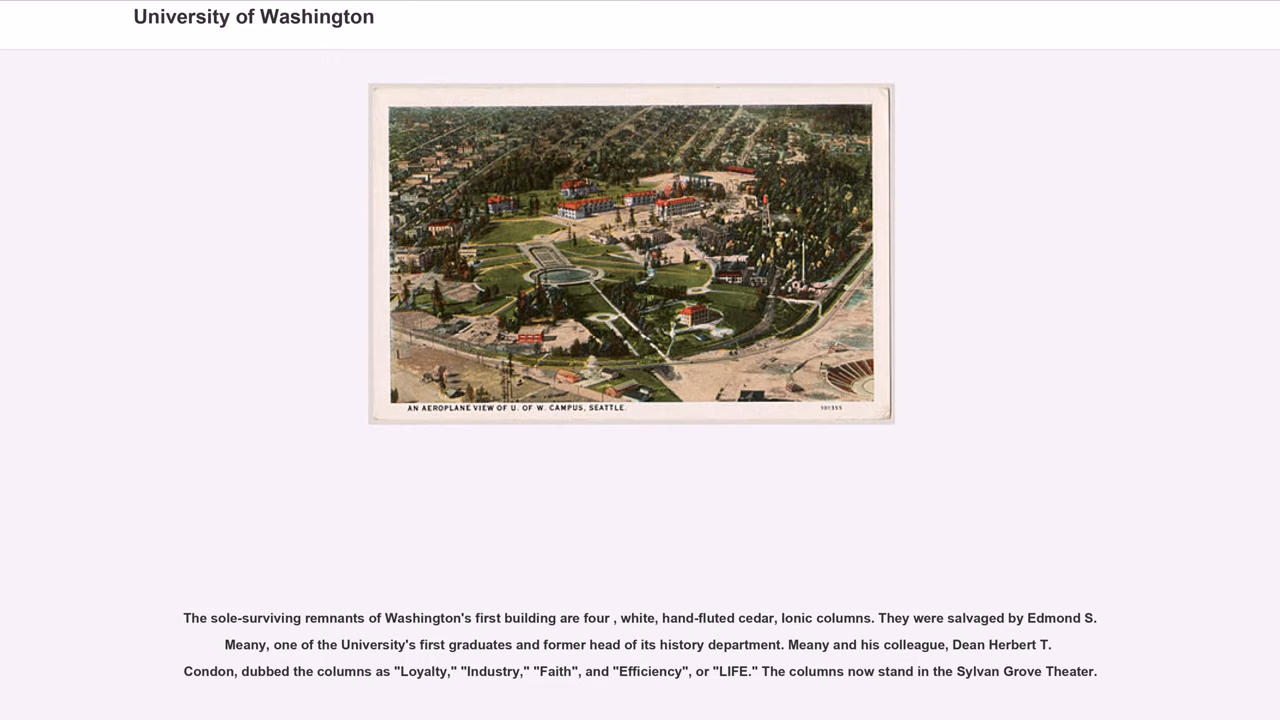 University of Washington
AN AEROPLANE VIEW OF U. OF W. CAMPUS, SEATTLE.
101355
The sole-surviving remnants of Washington's first building are four , white, hand-fluted cedar, Ionic columns. They were salvaged by Edmond S.
Meany, one of the University's first graduates and former head of its history department. Meany and his colleague, Dean Herbert T.
Condon, dubbed the columns as "Loyalty," "Industry," "Faith", and "Efficiency", or "LIFE." The columns now stand in the Sylvan Grove Theater.